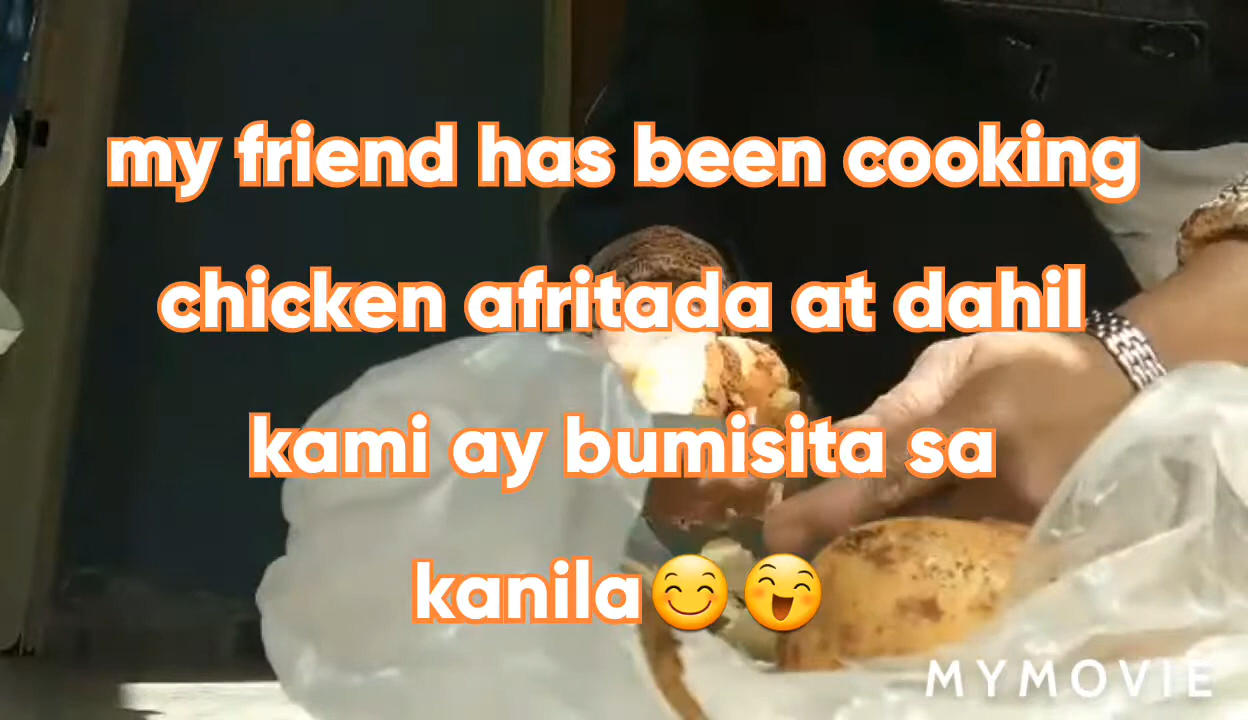 my friend has been cooking
chicken afritada at dahil
kami ay bumisita sa
kanila😊😄
MYMOVIE